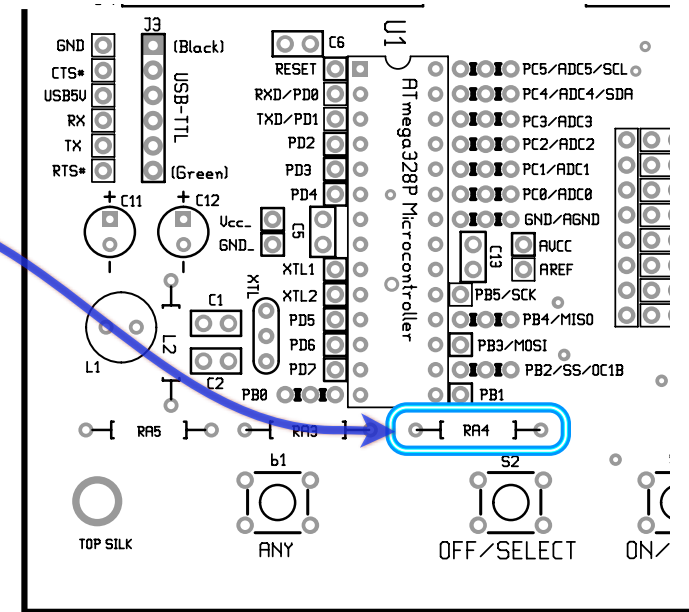 J3
U1
GND
(Black)
C6
CTS#
USB5V
RX
TX
RTS#
USB-TTL
(Green)
RESET
RXD/PD0
TXD/PD1
PD2
PD3
PD4
ATmega328P Microcontroller
PC5/ADC5/SCL
PC4/ADC4/SDA
PC3/ADC3
PC2/ADC2
PC1/ADC1
PC0/ADC0
GND/AGND
+ C11
+ C12
Vcc_
GND_
C5
C13
AVCC
AREF
XTL
XTL1
XTL2
PD5
PD6
PD7
PB0
PB5/SCK
PB4/MISO
PB3/MOSI
PB2/SS/OC1B
PB1
C1
L2
L1
C2
RA5
RA3
RA4
b1
S2
TOP SILK
ANY
OFF/SELECT
ON/